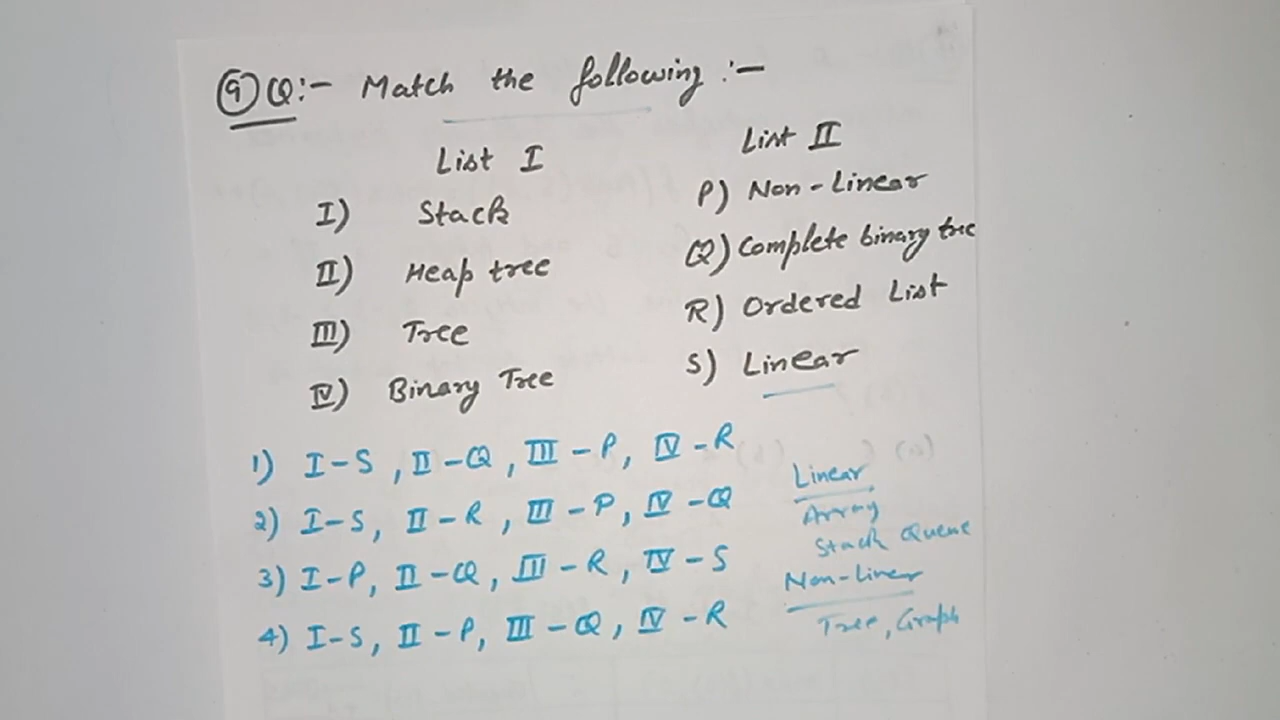 9 Q:- Match the following :-
List I List II
I) Stack P) Non-Linear
II) Heap tree Q) Complete binary tree
III) Tree R) Ordered List
IV) Binary Tree S) Linear
1) I-S, II-Q, III-P, IV-R
2) I-S, II-R, III-P, IV-Q
3) I-P, II-Q, III-R, IV-S
4) I-S, II-P, III-Q, IV-R
Linear
Array
Stack Queue
Non-Linear
Tree, Graph